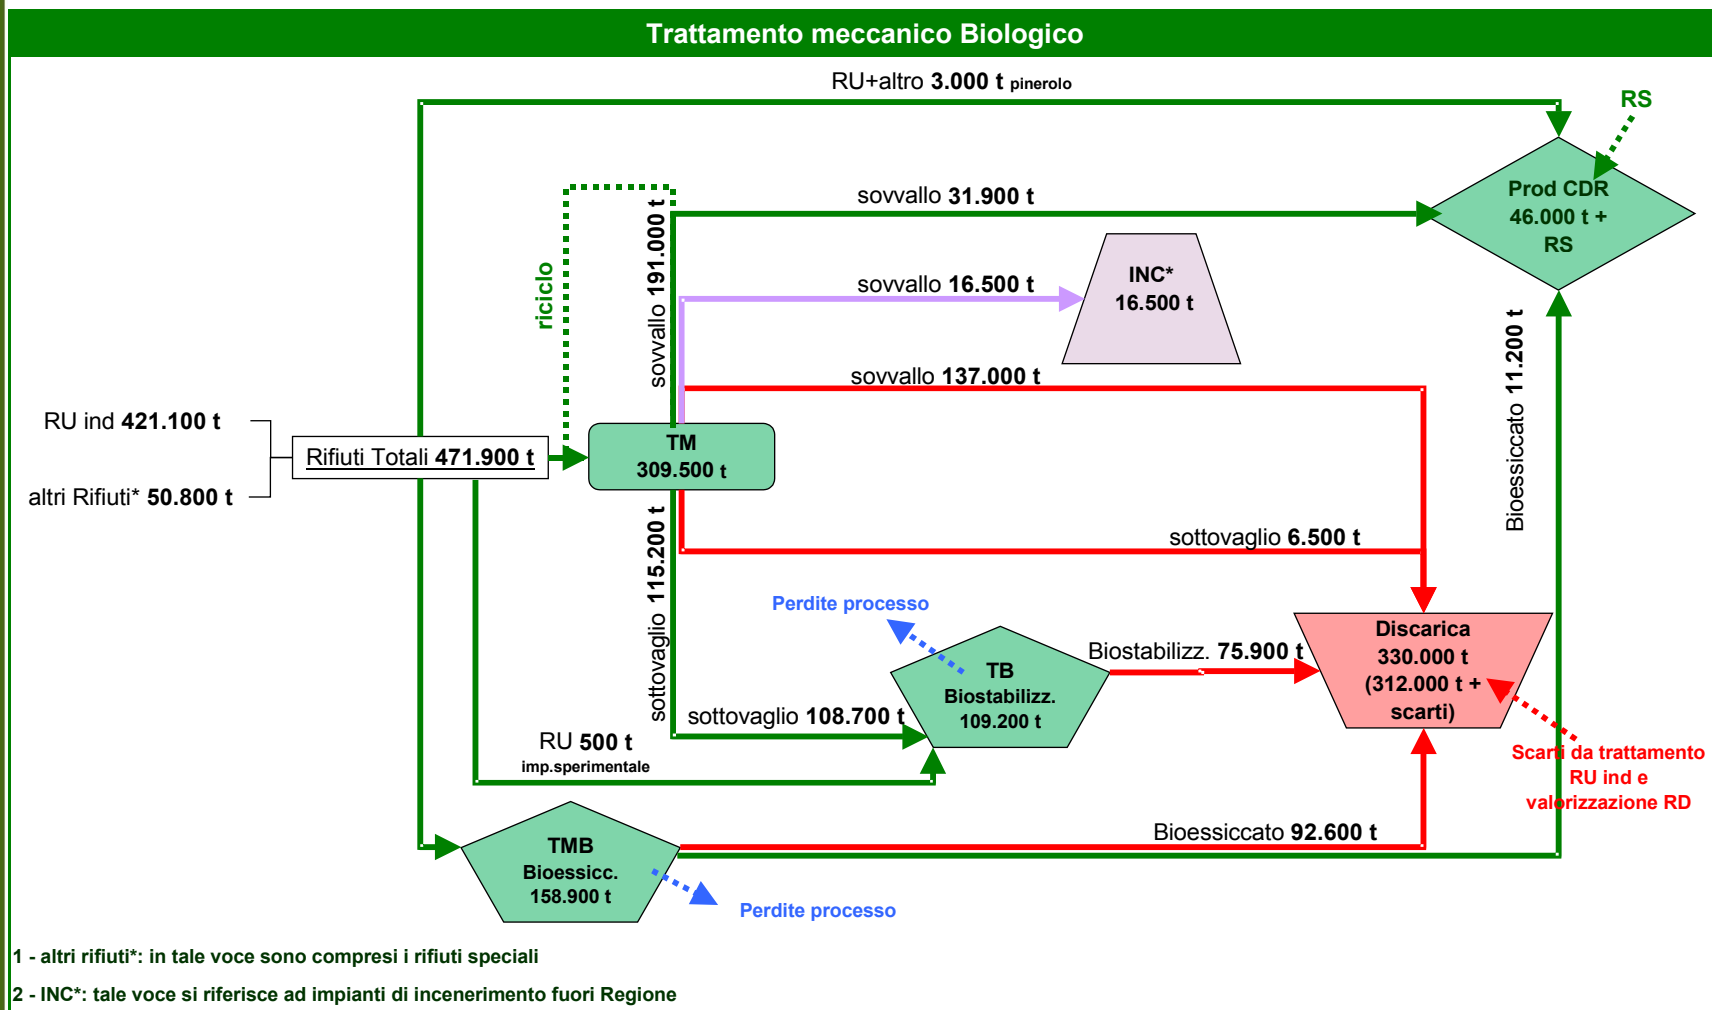 Trattamento meccanico Biologico
RU+altro 3.000 t pinerolo
RS
sovvallo 31.900 t
Prod CDR
46.000 t +
RS
sovvallo 191.000 t
riciclo
sovvallo 16.500 t
INC*
16.500 t
Bioessiccato 11.200 t
sovvallo 137.000 t
RU ind 421.100 t
Rifiuti Totali 471.900 t
altri Rifiuti* 50.800 t
TM
309.500 t
sottovaglio 6.500 t
sottovaglio 115.200 t
Perdite processo
TB
Biostabilizz.
109.200 t
Biostabilizz. 75.900 t
Discarica
330.000 t
(312.000 t +
scarti)
sottovaglio 108.700 t
RU 500 t
imp.sperimentale
Scarti da trattamento
RU ind e
valorizzazione RD
TMB
Bioessicc.
158.900 t
Bioessiccato 92.600 t
Perdite processo
1 - altri rifiuti*: in tale voce sono compresi i rifiuti speciali
2 - INC*: tale voce si riferisce ad impianti di incenerimento fuori Regione